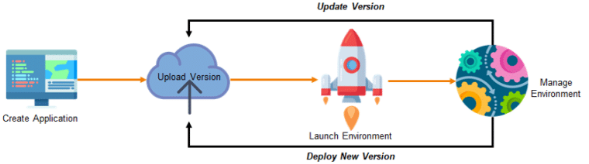 Update Version
Upload Version
Manage
Environment
Create Application
Launch Environment
Deploy New Version